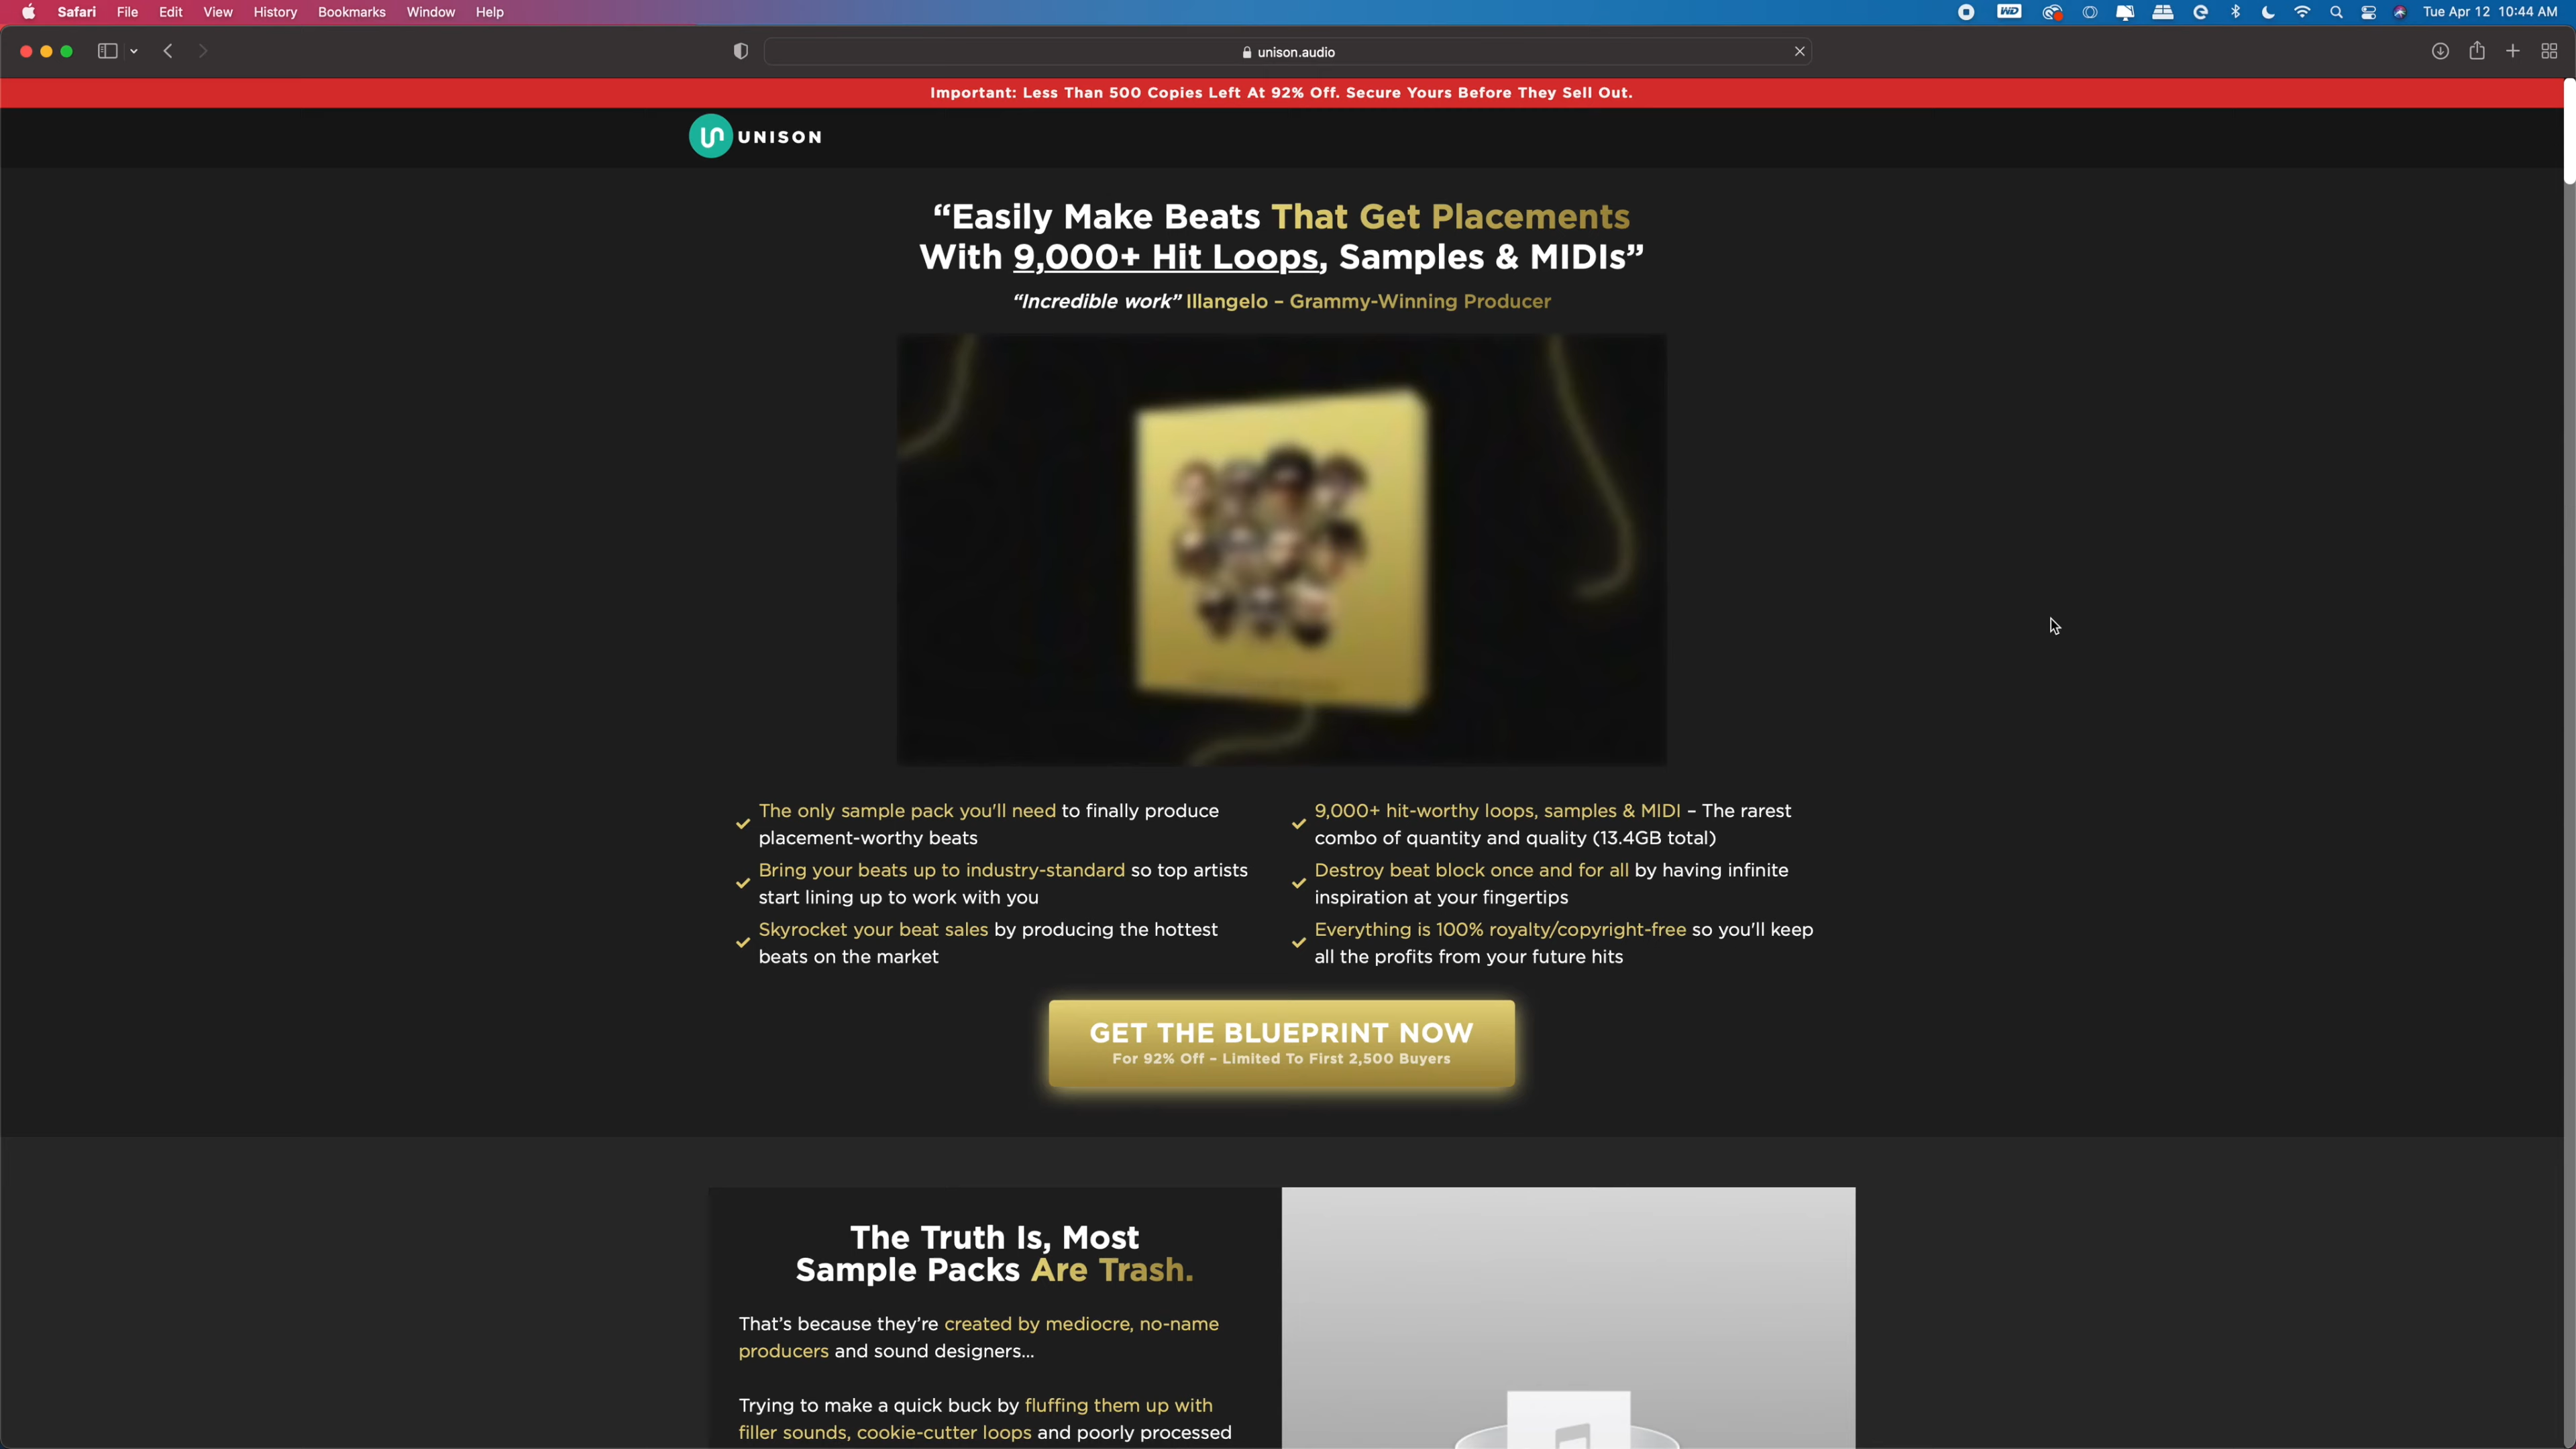 Safari File Edit View History Bookmarks Window Help
WD
Tue Apr 12 10:44 AM
unison.audio
Important: Less Than 500 Copies Left At 92% Off. Secure Yours Before They Sell Out.
UNISON
“Easily Make Beats That Get Placements
With 9,000+ Hit Loops, Samples & MIDIs”
“Incredible work” Illangelo – Grammy-Winning Producer
The only sample pack you'll need to finally produce
placement-worthy beats
Bring your beats up to industry-standard so top artists
start lining up to work with you
Skyrocket your beat sales by producing the hottest
beats on the market
9,000+ hit-worthy loops, samples & MIDI – The rarest
combo of quantity and quality (13.4GB total)
Destroy beat block once and for all by having infinite
inspiration at your fingertips
Everything is 100% royalty/copyright-free so you'll keep
all the profits from your future hits
GET THE BLUEPRINT NOW
For 92% Off – Limited To First 2,500 Buyers
The Truth Is, Most
Sample Packs Are Trash.
That’s because they’re created by mediocre, no-name
producers and sound designers...
Trying to make a quick buck by fluffing them up with
filler sounds, cookie-cutter loops and poorly processed